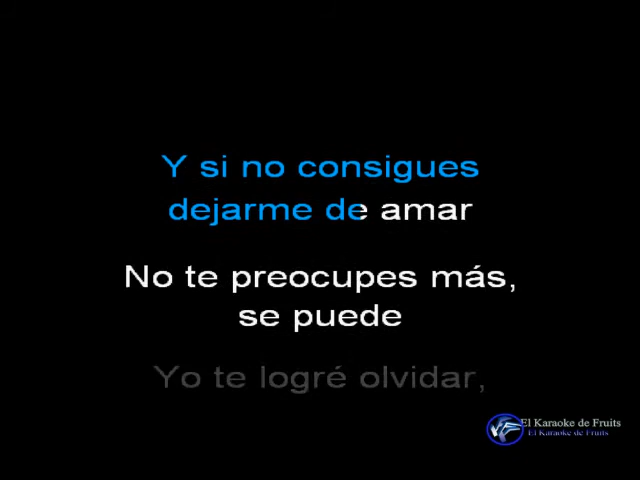 Y si no consigues
dejarme de amar
No te preocupes más,
se puede
Yo te logré olvidar,
El Karaoke de Fruits
El Karaoke de Fruits